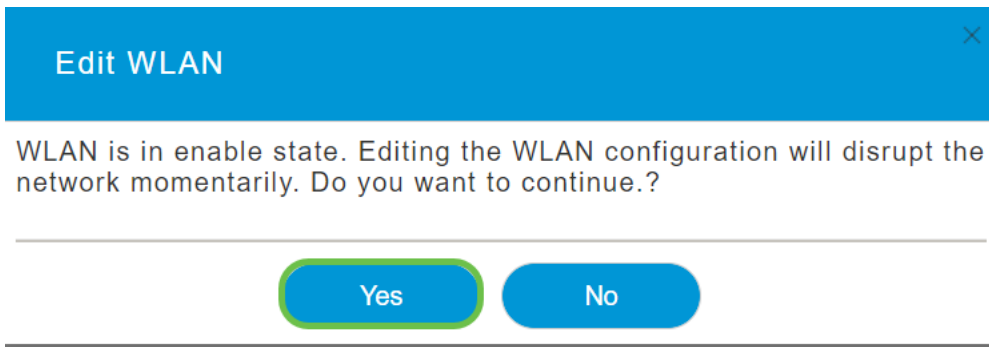 Edit WLAN
WLAN is in enable state. Editing the WLAN configuration will disrupt the
network momentarily. Do you want to continue.?
Yes
No